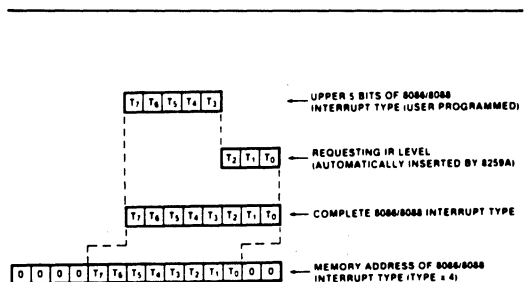 T7 T6 T5 T4 T3
UPPER 5 BITS OF 8086/8088
INTERRUPT TYPE (USER PROGRAMMED)
T2 T1 T0
REQUESTING IR LEVEL
(AUTOMATICALLY INSERTED BY 8259A)
T7 T6 T5 T4 T3 T2 T1 T0
COMPLETE 8086/8088 INTERRUPT TYPE
0 0 0 0 T7 T6 T5 T4 T3 T2 T1 T0 0 0
MEMORY ADDRESS OF 8086/8088
INTERRUPT TYPE (TYPE × 4)